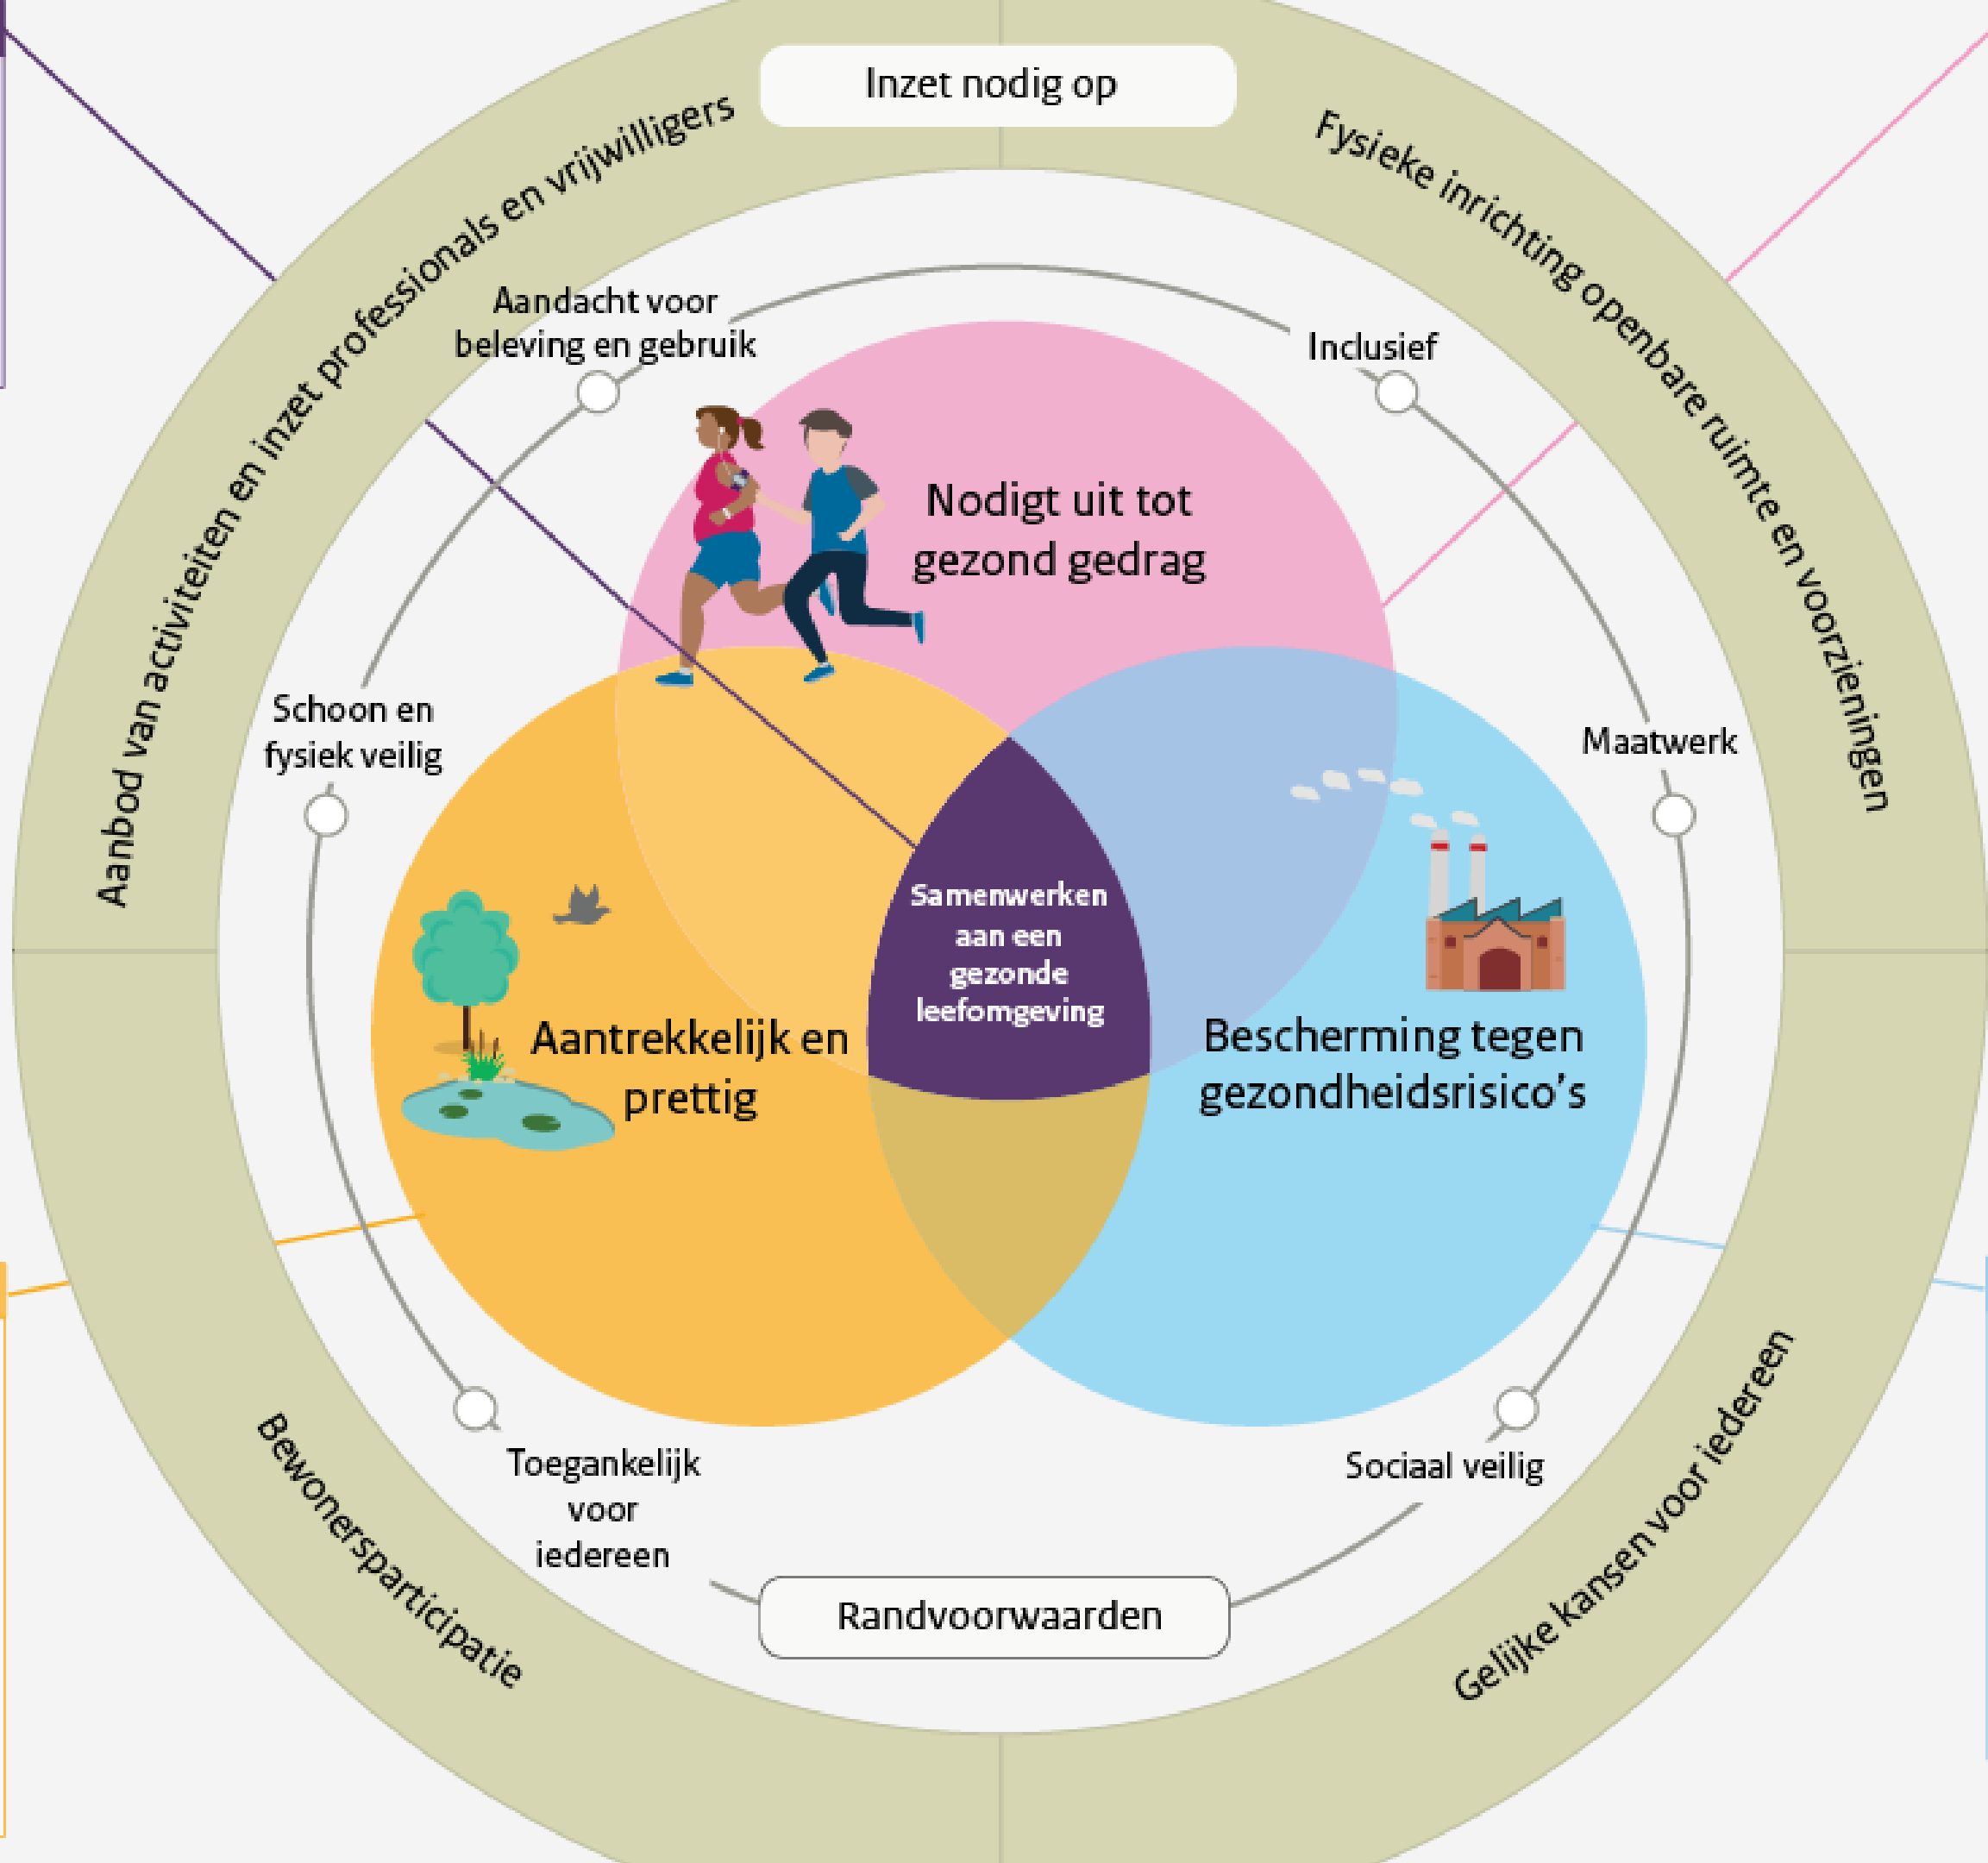 Inzet nodig op
Aanbod van activiteiten en inzet professionals en vrijwilligers
Fysieke inrichting openbare ruimte en voorzieningen
Aandacht voor
beleving en gebruik
Inclusief
Nodigt uit tot
gezond gedrag
Schoon en
fysiek veilig
Maatwerk
Samenwerken
aan een
gezonde
leefomgeving
Aantrekkelijk en
prettig
Bescherming tegen
gezondheidsrisico's
Toegankelijk
voor
iedereen
Sociaal veilig
Randvoorwaarden
Bewonersparticipatie
Gelijke kansen voor iedereen